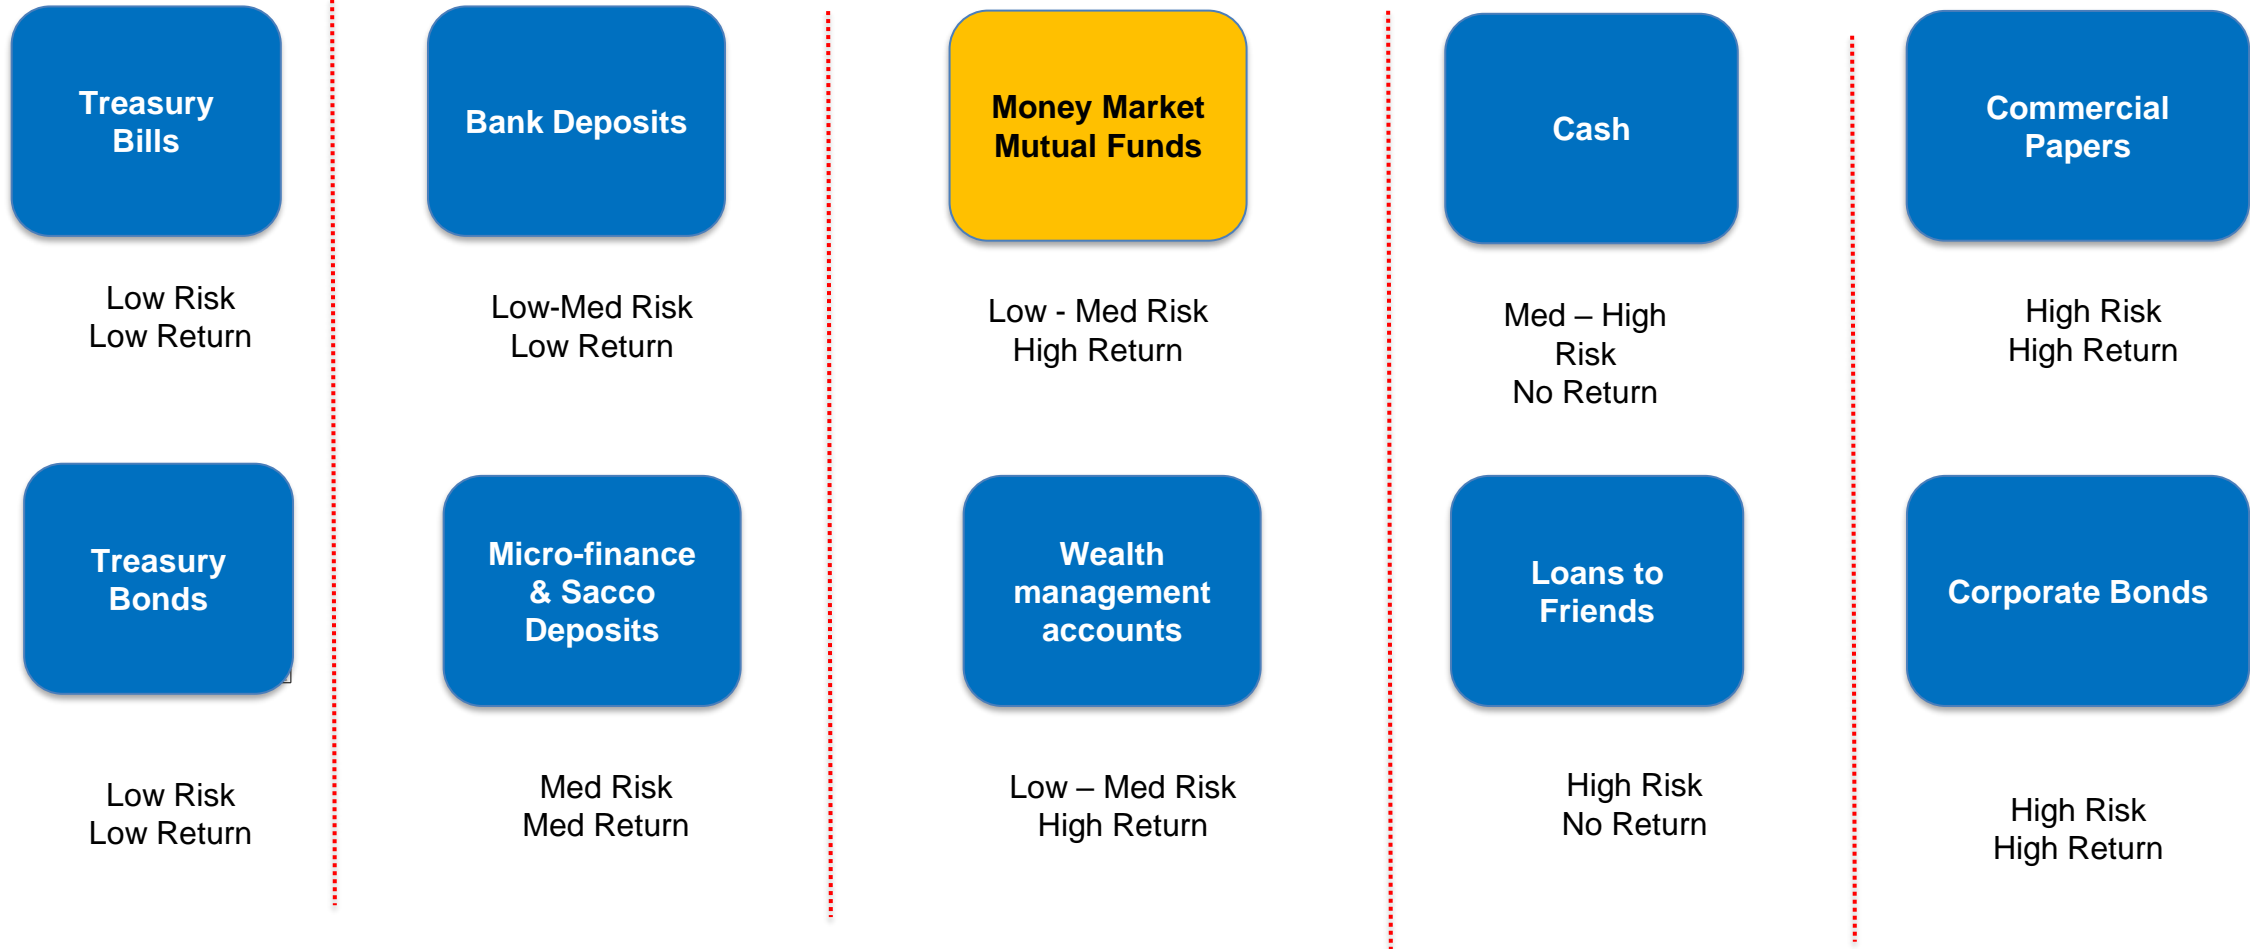 Treasury
Bills
Bank Deposits
Money Market
Mutual Funds
Cash
Commercial
Papers
Low Risk
Low Return
Low-Med Risk
Low Return
Low - Med Risk
High Return
Med – High
Risk
No Return
High Risk
High Return
Treasury
Bonds
Micro-finance
& Sacco
Deposits
Wealth
management
accounts
Loans to
Friends
Corporate Bonds
Low Risk
Low Return
Med Risk
Med Return
Low – Med Risk
High Return
High Risk
No Return
High Risk
High Return